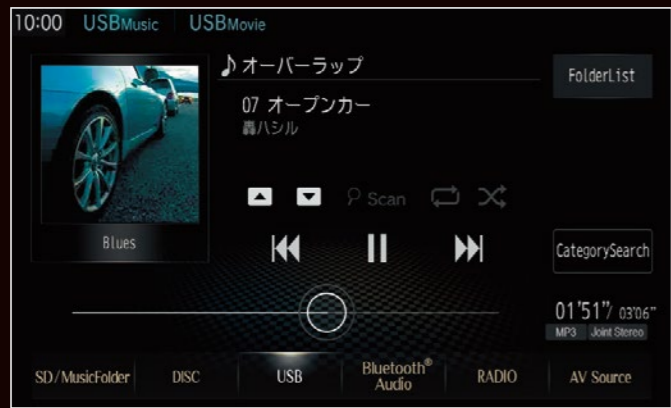 10:00 USBMusic USBMovie
♪オーバーラップ
FolderList
07 オープンカー
轟ハシル
Scan
Blues
CategorySearch
01'51"/ 03'06"
MP3 Joint Stereo
SD/MusicFolder DISC USB Bluetooth® Audio RADIO AV Source